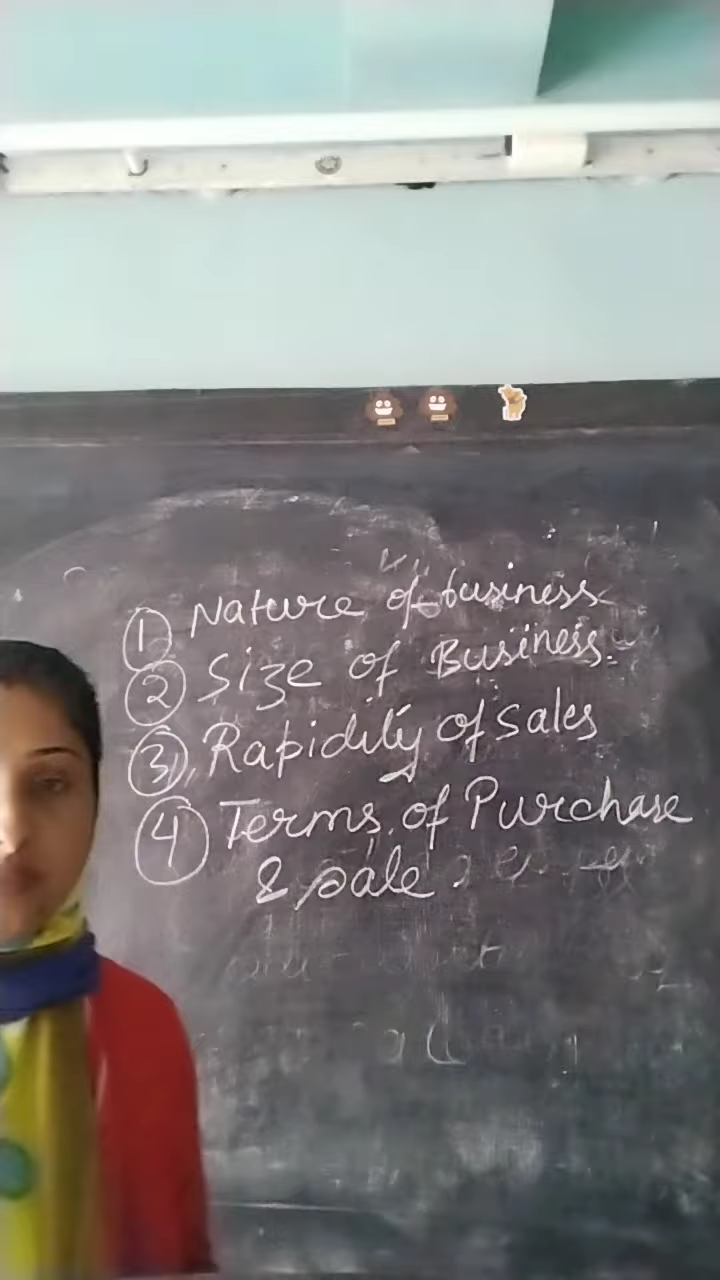 ① Nature of business
② Size of Business
③ Rapidity of sales
④ Terms of Purchase
& sale